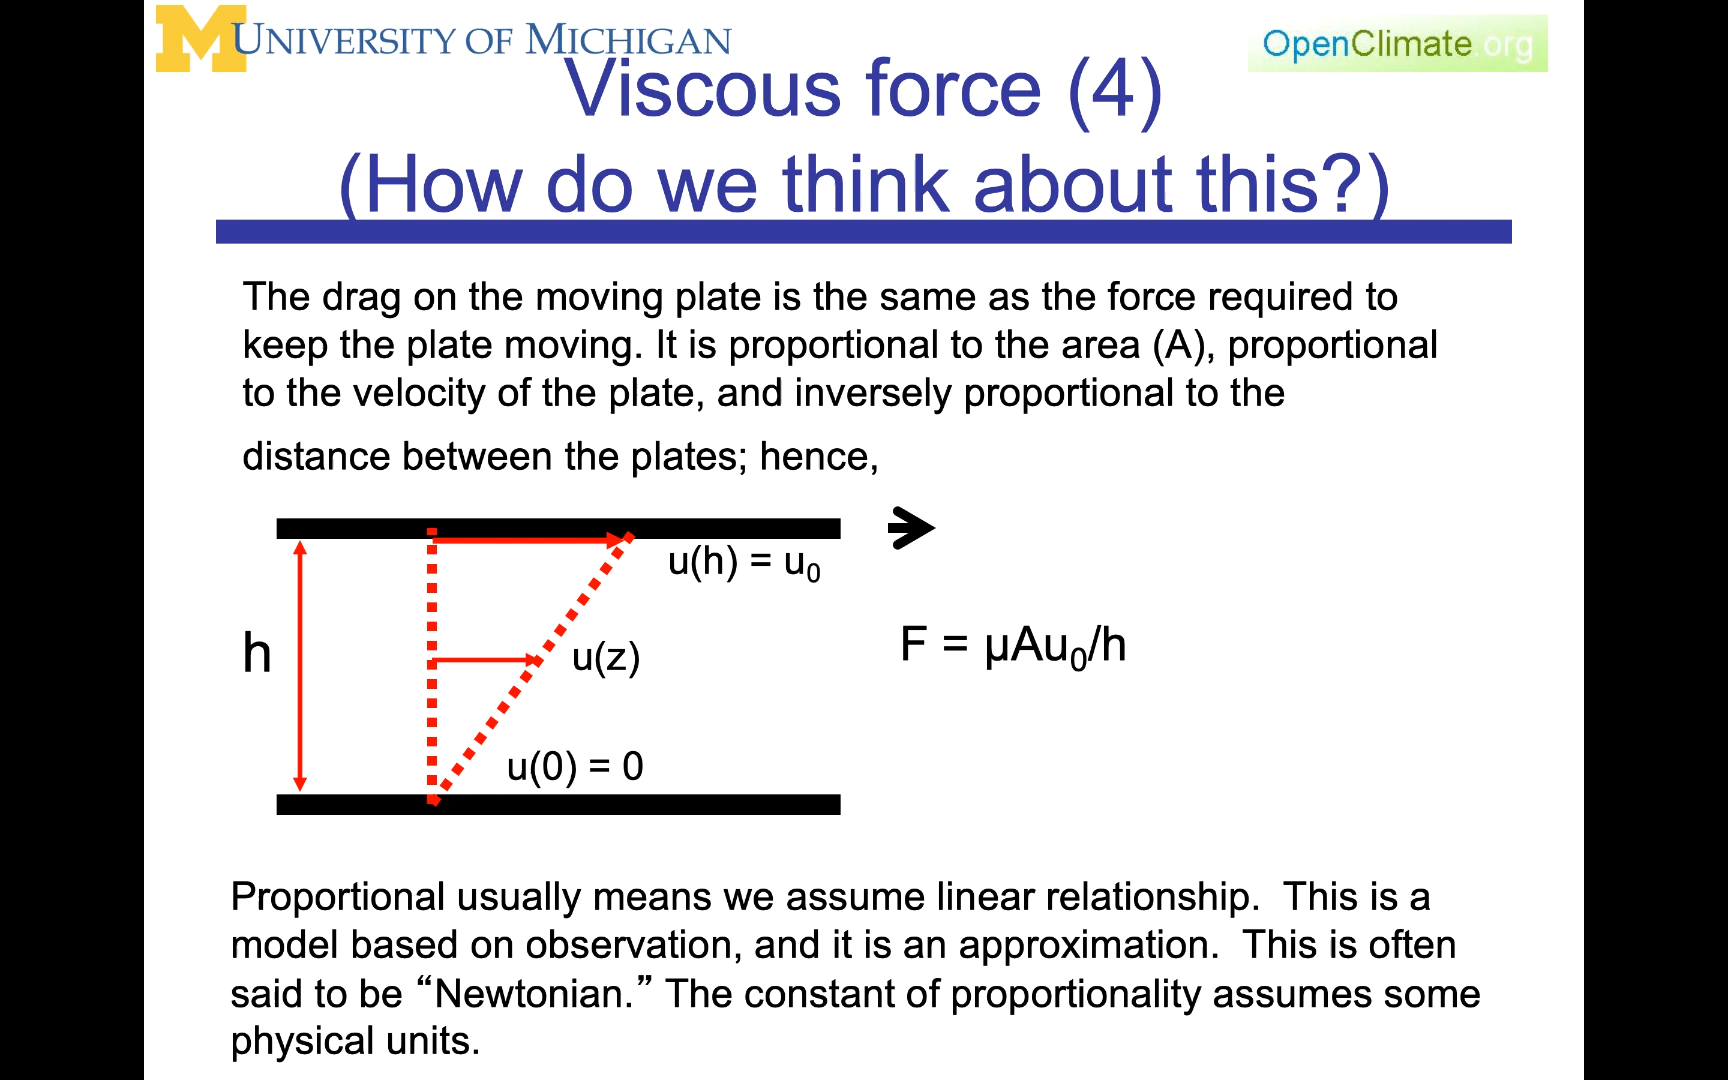 UNIVERSITY OF MICHIGAN
OpenClimate.org
Viscous force (4)
(How do we think about this?)
The drag on the moving plate is the same as the force required to
keep the plate moving. It is proportional to the area (A), proportional
to the velocity of the plate, and inversely proportional to the
distance between the plates; hence,
u(h) = u₀
h
u(z)
F = μAu₀/h
u(0) = 0
Proportional usually means we assume linear relationship. This is a
model based on observation, and it is an approximation. This is often
said to be “Newtonian.” The constant of proportionality assumes some
physical units.